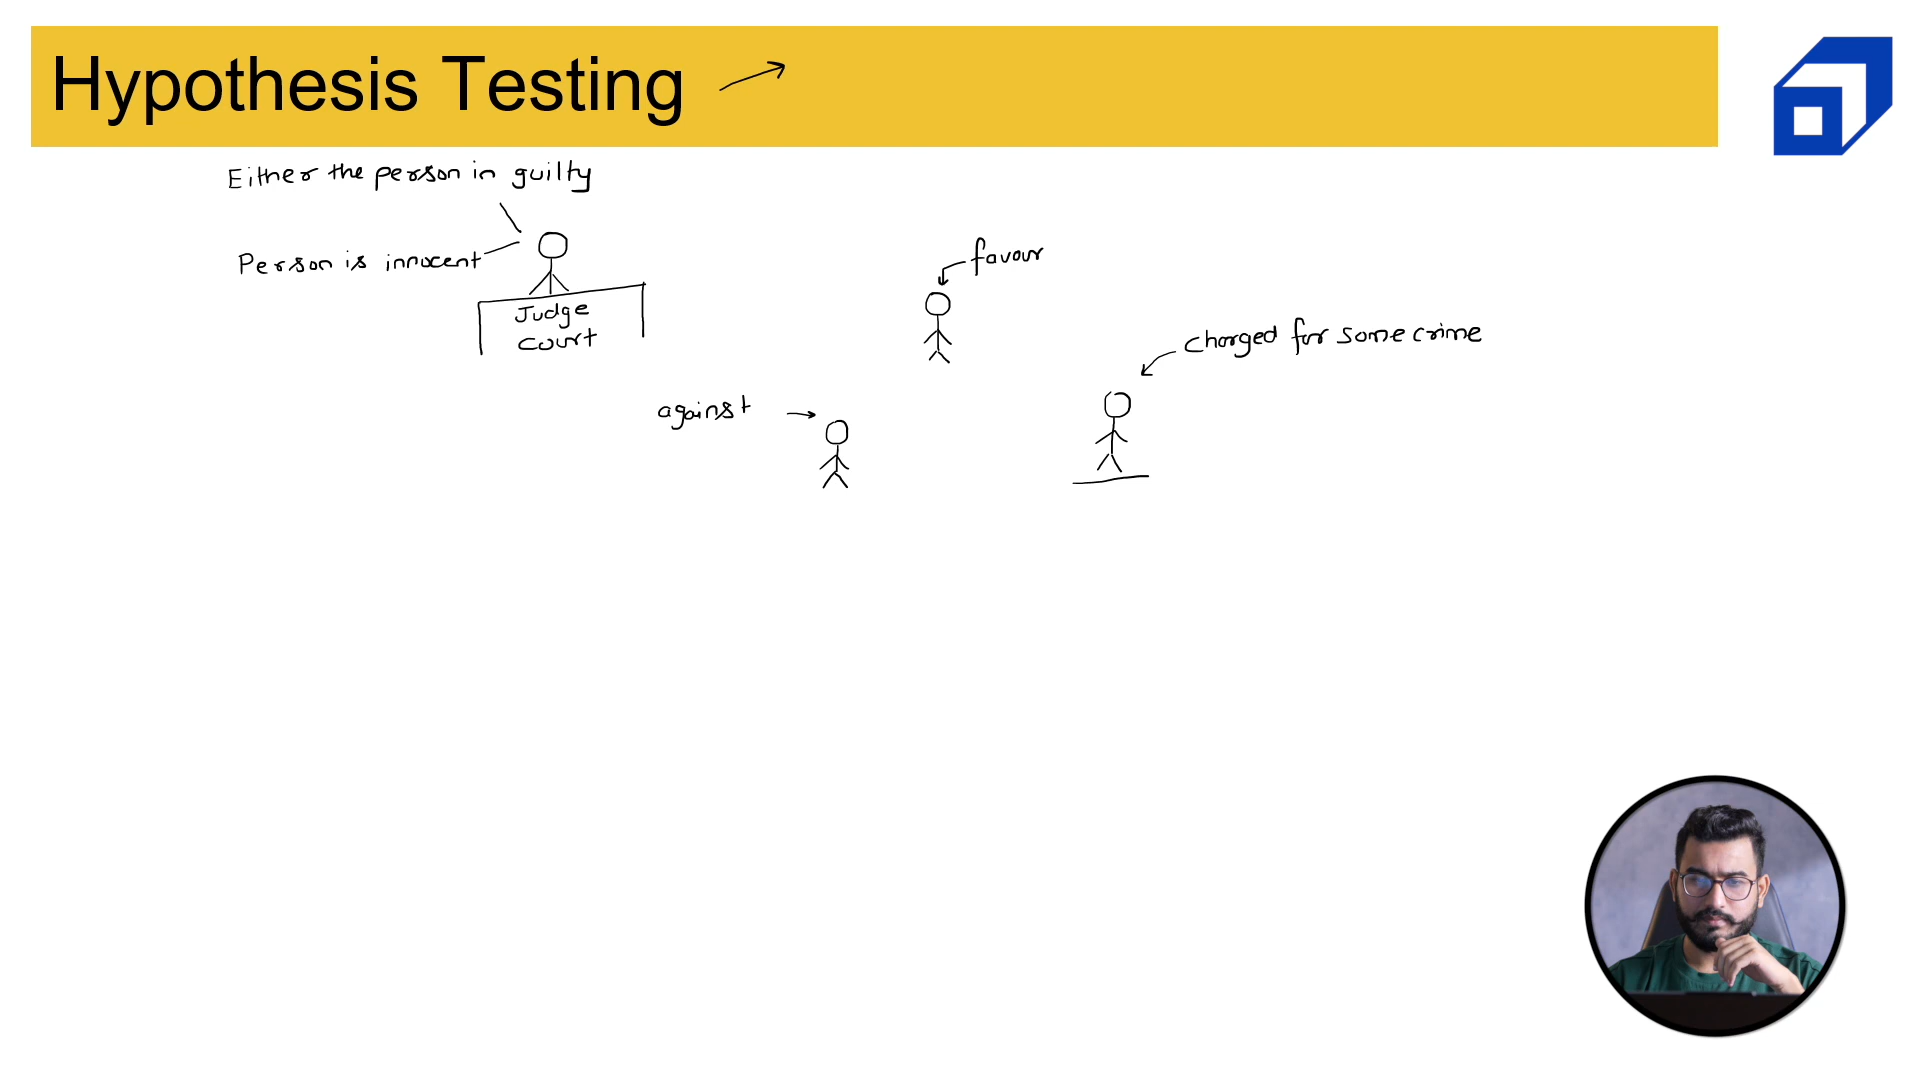 Hypothesis Testing
Either the person in guilty
Person is innocent
Judge
court
favour
charged for some crime
against